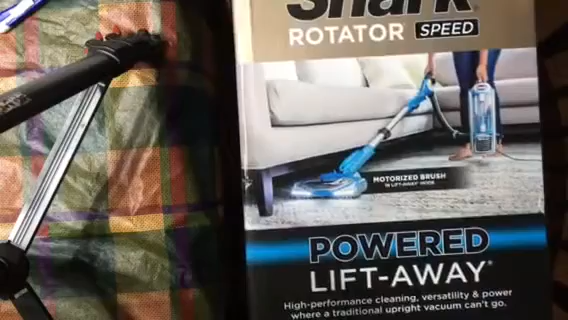 Shark
ROTATOR SPEED
MOTORIZED BRUSH
IN LIFT-AWAY® MODE
POWERED
LIFT-AWAY®
High-performance cleaning, versatility & power
where a traditional upright vacuum can't go.